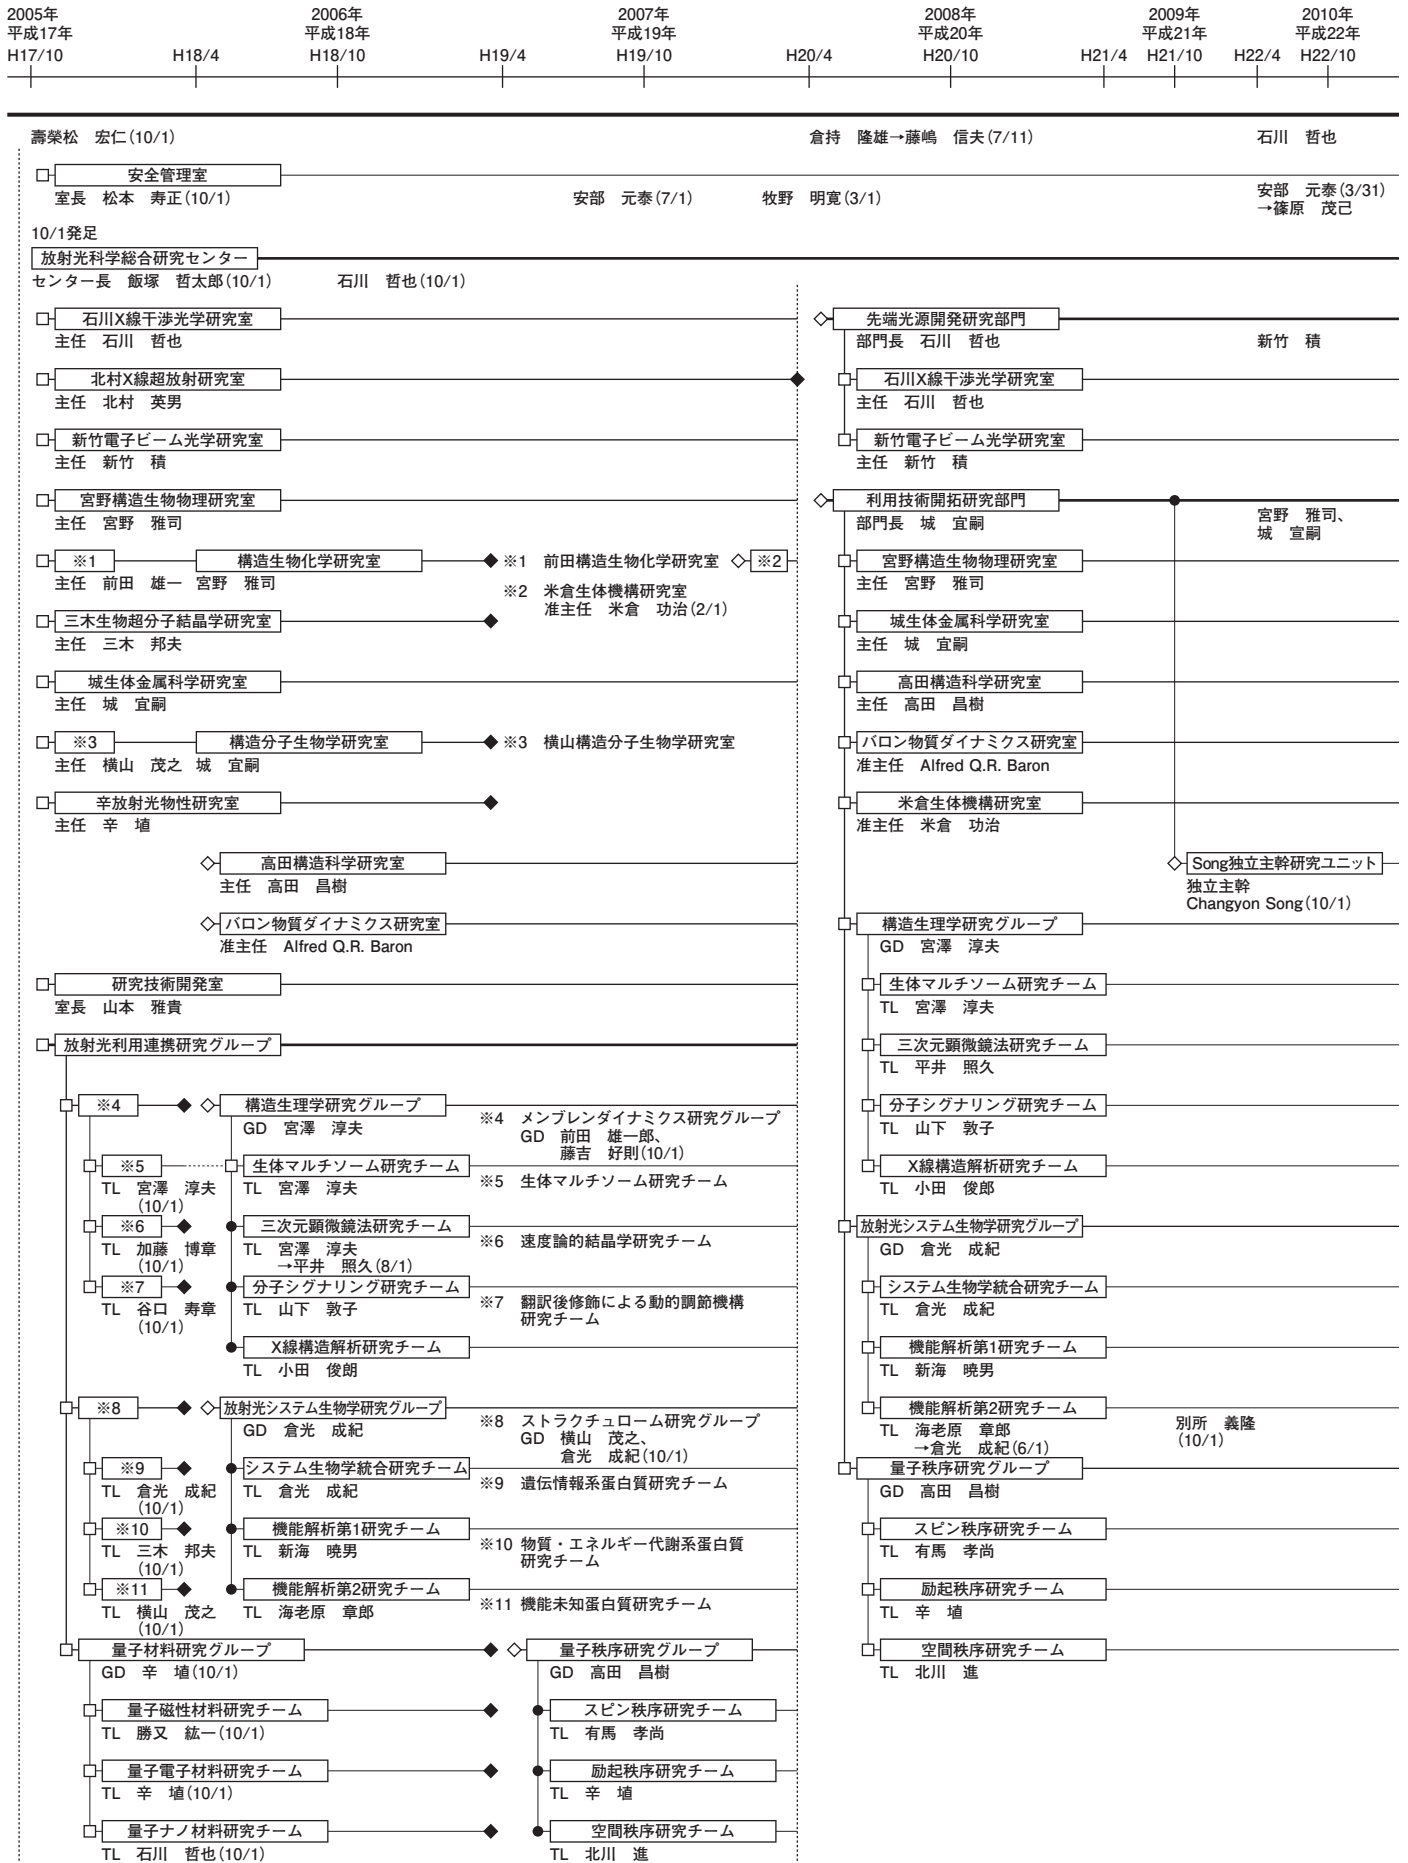 2005年
平成17年
2006年
平成18年
2007年
平成19年
2008年
平成20年
2009年
平成21年
2010年
平成22年
H17/10 H18/4 H18/10 H19/4 H19/10 H20/4 H20/10 H21/4 H21/10 H22/4 H22/10
壽榮松 宏仁(10/1) 倉持 隆雄→藤嶋 信夫(7/11) 石川 哲也
安全管理室
室長 松本 寿正(10/1) 安部 元泰(7/1) 牧野 明寛(3/1) 安部 元泰(3/31)
→篠原 茂己
10/1発足
放射光科学総合研究センター
センター長 飯塚 哲太郎(10/1) 石川 哲也(10/1)
石川X線干渉光学研究室
主任 石川 哲也
北村X線超放射研究室
主任 北村 英男
新竹電子ビーム光学研究室
主任 新竹 積
宮野構造生物物理研究室
主任 宮野 雅司
※1 構造生物化学研究室 ※1 前田構造生物化学研究室 ※2
主任 前田 雄一 宮野 雅司
※2 米倉生体機構研究室
准主任 米倉 功治(2/1)
三木生物超分子結晶学研究室
主任 三木 邦夫
城生体金属科学研究室
主任 城 宜嗣
※3 構造分子生物学研究室 ※3 横山構造分子生物学研究室
主任 横山 茂之 城 宜嗣
辛放射光物性研究室
主任 辛 埴
高田構造科学研究室
主任 高田 昌樹
バロン物質ダイナミクス研究室
准主任 Alfred Q.R. Baron
研究技術開発室
室長 山本 雅貴
放射光利用連携研究グループ
※4 構造生理学研究グループ
GD 宮澤 淳夫
※4 メンブレンダイナミクス研究グループ
GD 前田 雄一郎、
藤吉 好則(10/1)
※5 生体マルチソーム研究チーム
TL 宮澤 淳夫
(10/1)
TL 宮澤 淳夫
※5 生体マルチソーム研究チーム
※6 三次元顕微鏡法研究チーム
TL 加藤 博章
(10/1)
TL 宮澤 淳夫
→平井 照久(8/1)
※6 速度論的結晶学研究チーム
※7 分子シグナリング研究チーム
TL 谷口 寿章
(10/1)
TL 山下 敦子
※7 翻訳後修飾による動的調節機構
研究チーム
X線構造解析研究チーム
TL 小田 俊朗
※8 放射光システム生物学研究グループ
GD 倉光 成紀
※8 ストラクチュローム研究グループ
GD 横山 茂之、
倉光 成紀(10/1)
※9 システム生物学統合研究チーム
TL 倉光 成紀
(10/1)
TL 倉光 成紀
※9 遺伝情報系蛋白質研究チーム
※10 機能解析第1研究チーム
TL 三木 邦夫
(10/1)
TL 新海 暁男
※10 物質・エネルギー代謝系蛋白質
研究チーム
※11 機能解析第2研究チーム
TL 横山 茂之
(10/1)
TL 海老原 章郎
※11 機能未知蛋白質研究チーム
量子材料研究グループ
GD 辛 埴(10/1)
量子秩序研究グループ
GD 高田 昌樹
量子磁性材料研究チーム
TL 勝又 紘一(10/1)
スピン秩序研究チーム
TL 有馬 孝尚
量子電子材料研究チーム
TL 辛 埴(10/1)
励起秩序研究チーム
TL 辛 埴
量子ナノ材料研究チーム
TL 石川 哲也(10/1)
空間秩序研究チーム
TL 北川 進
先端光源開発研究部門
部門長 石川 哲也 新竹 積
石川X線干渉光学研究室
主任 石川 哲也
新竹電子ビーム光学研究室
主任 新竹 積
利用技術開拓研究部門
部門長 城 宜嗣
宮野 雅司、
城 宣嗣
宮野構造生物物理研究室
主任 宮野 雅司
城生体金属科学研究室
主任 城 宜嗣
高田構造科学研究室
主任 高田 昌樹
バロン物質ダイナミクス研究室
准主任 Alfred Q.R. Baron
米倉生体機構研究室
准主任 米倉 功治
Song独立主幹研究ユニット
独立主幹
Changyon Song(10/1)
構造生理学研究グループ
GD 宮澤 淳夫
生体マルチソーム研究チーム
TL 宮澤 淳夫
三次元顕微鏡法研究チーム
TL 平井 照久
分子シグナリング研究チーム
TL 山下 敦子
X線構造解析研究チーム
TL 小田 俊郎
放射光システム生物学研究グループ
GD 倉光 成紀
システム生物学統合研究チーム
TL 倉光 成紀
機能解析第1研究チーム
TL 新海 暁男
機能解析第2研究チーム
TL 海老原 章郎
→倉光 成紀(6/1)
別所 義隆
(10/1)
量子秩序研究グループ
GD 高田 昌樹
スピン秩序研究チーム
TL 有馬 孝尚
励起秩序研究チーム
TL 辛 埴
空間秩序研究チーム
TL 北川 進